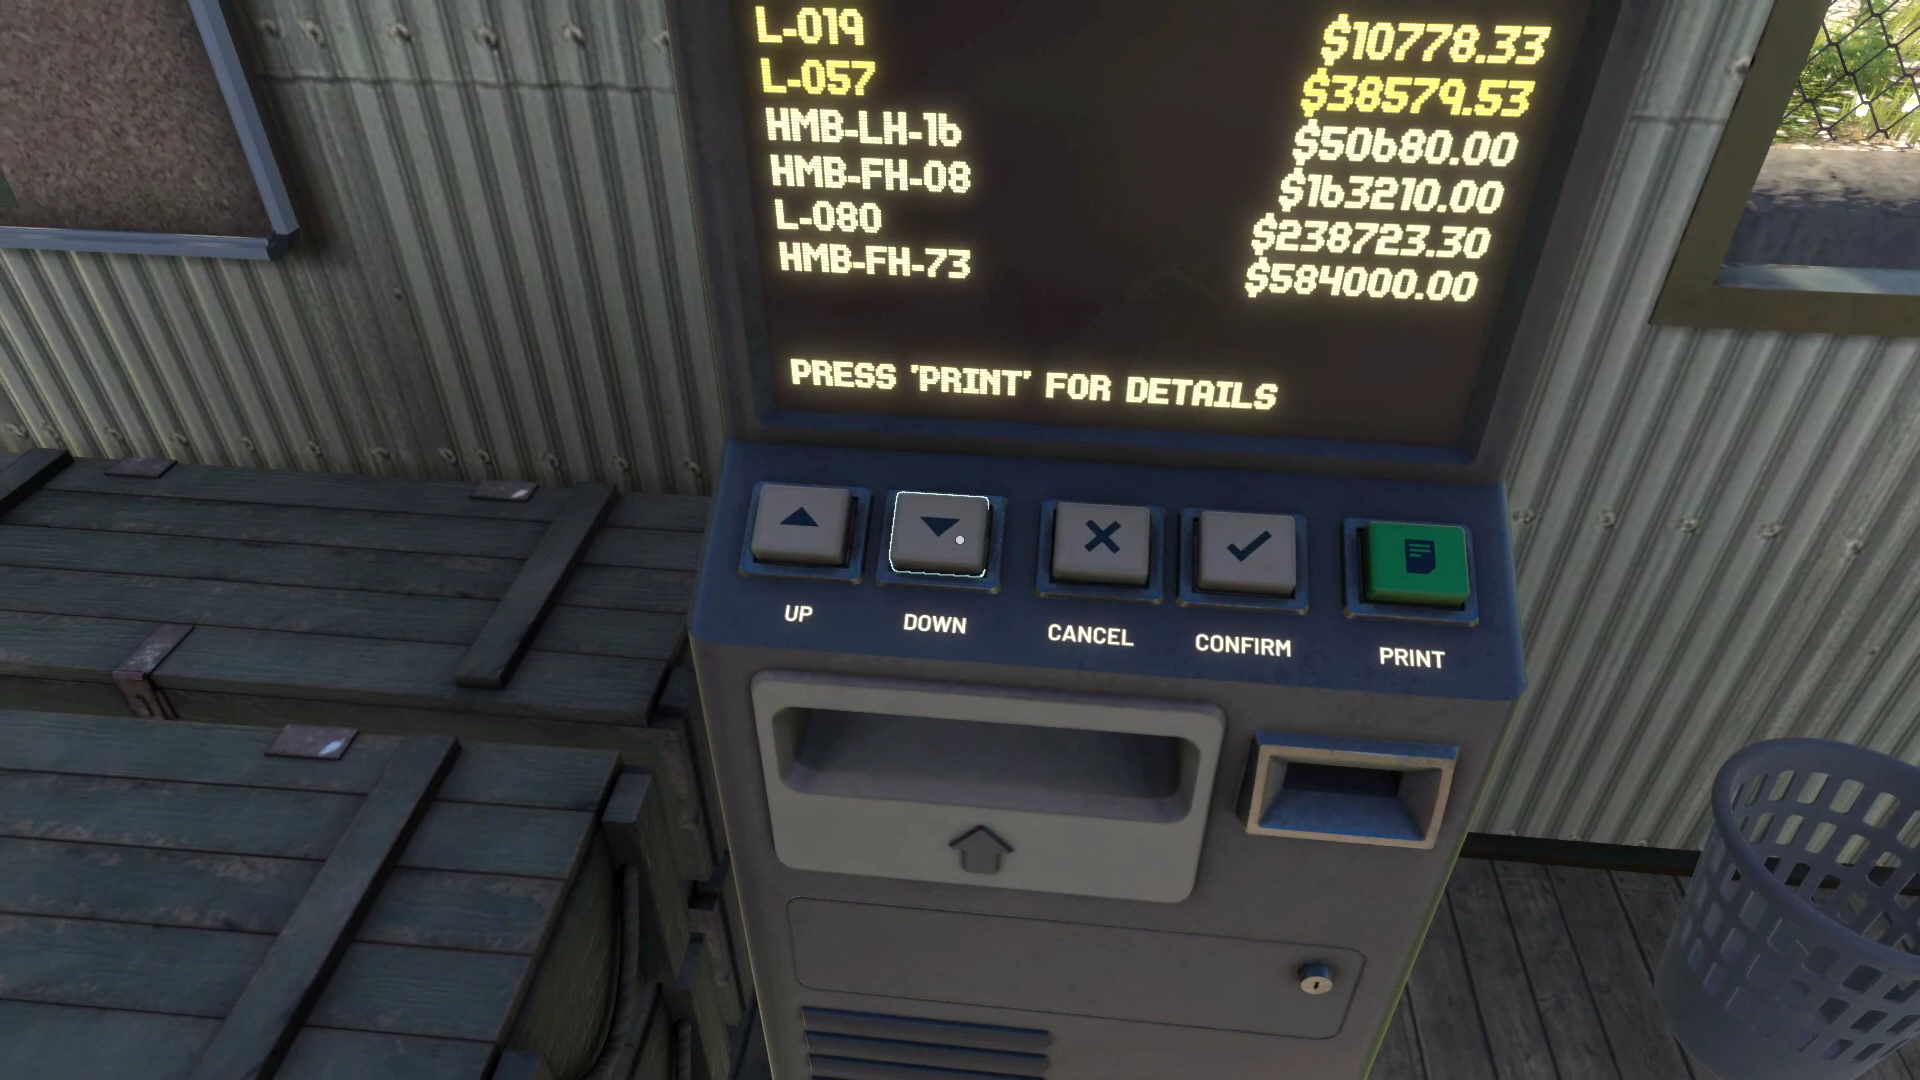 L-019 $10778.33
L-057 $38579.53
HMB-LH-16 $50680.00
HMB-FH-08 $163210.00
L-080 $238723.30
HMB-FH-73 $584000.00
PRESS 'PRINT' FOR DETAILS
UP DOWN CANCEL CONFIRM PRINT